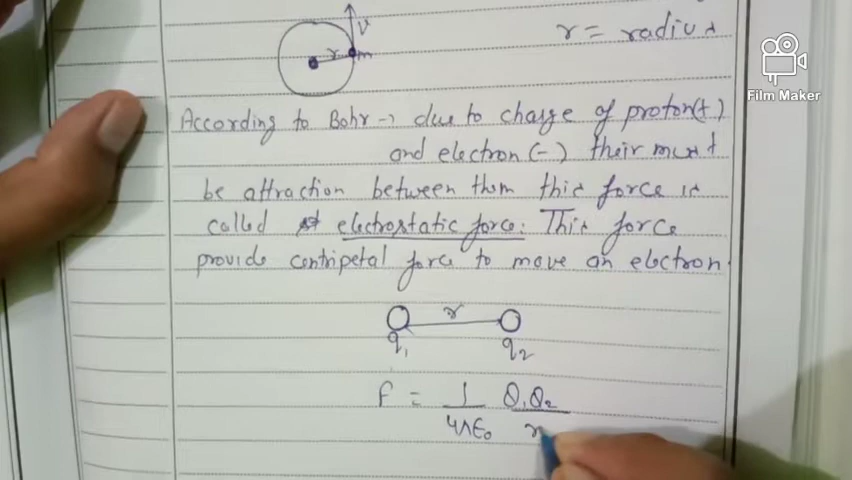 v
r = radius
r
m
Film Maker
According to Bohr → due to charge of proton(+)
and electron (-) their must
be attraction between them this force is
called electrostatic force. This force
provide centripetal force to move an electron.
r
q₁ q₂
F = 1 Q₁Q₂
4πε₀ r